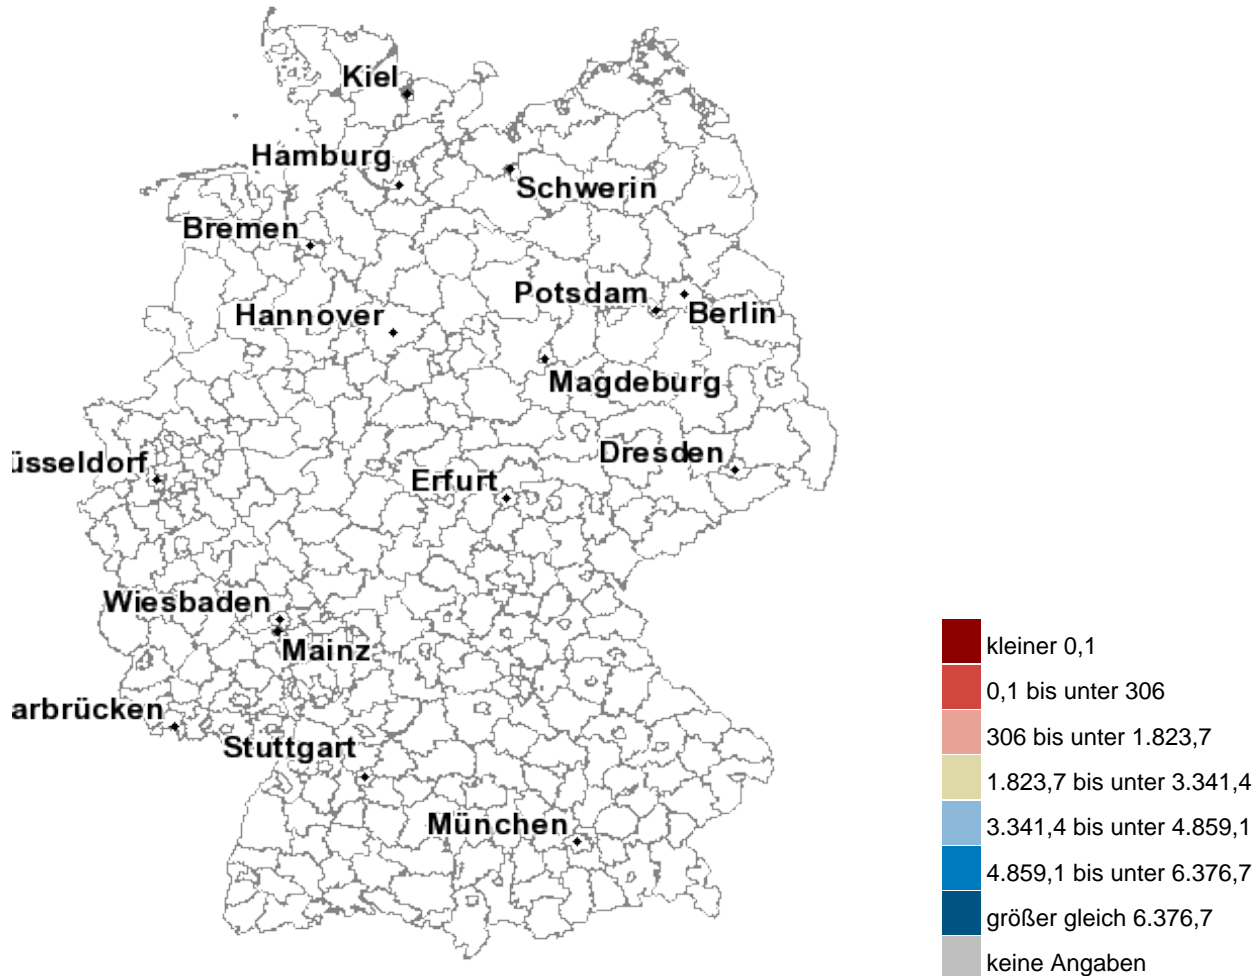 Kiel
Hamburg
Schwerin
Bremen
Potsdam
Berlin
Hannover
Magdeburg
Dresden
üsseldorf
Erfurt
Wiesbaden
Mainz
arbrücken
Stuttgart
München
kleiner 0,1
0,1 bis unter 306
306 bis unter 1.823,7
1.823,7 bis unter 3.341,4
3.341,4 bis unter 4.859,1
4.859,1 bis unter 6.376,7
größer gleich 6.376,7
keine Angaben